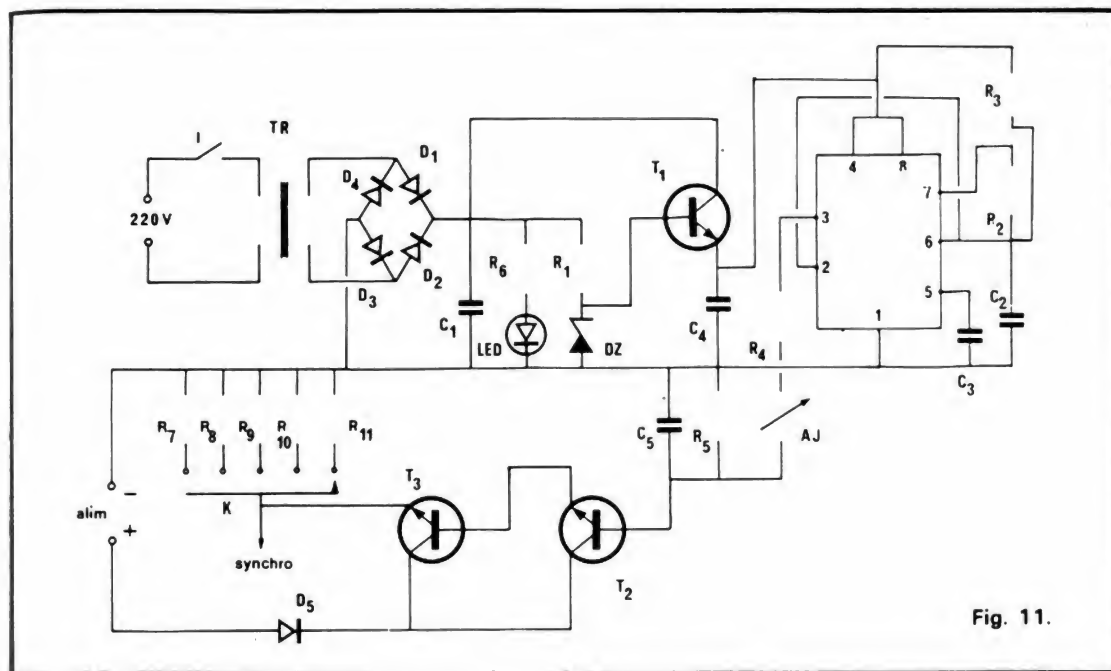 I
TR
220 V
D1
D4
D3
D2
C1
R6
R1
LED
DZ
T1
C4
4
8
3
7
2
6
5
1
R3
R2
C2
C3
R4
AJ
C5
R5
R7
R8
R9
R10
R11
K
synchro
alim
-
+
T3
T2
D5
Fig. 11.